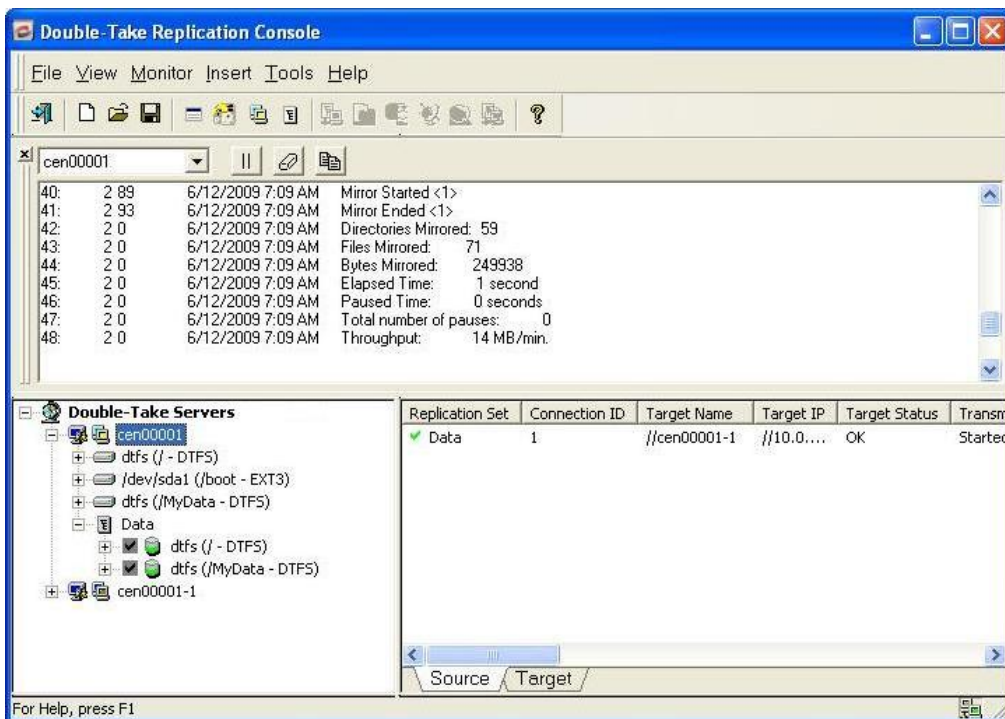 Double-Take Replication Console
File View Monitor Insert Tools Help
cen00001
40: 2 89 6/12/2009 7:09 AM Mirror Started <1>
41: 2 93 6/12/2009 7:09 AM Mirror Ended <1>
42: 2 0 6/12/2009 7:09 AM Directories Mirrored: 59
43: 2 0 6/12/2009 7:09 AM Files Mirrored: 71
44: 2 0 6/12/2009 7:09 AM Bytes Mirrored: 249938
45: 2 0 6/12/2009 7:09 AM Elapsed Time: 1 second
46: 2 0 6/12/2009 7:09 AM Paused Time: 0 seconds
47: 2 0 6/12/2009 7:09 AM Total number of pauses: 0
48: 2 0 6/12/2009 7:09 AM Throughput: 14 MB/min.
Double-Take Servers
cen00001
dtfs (/ - DTFS)
/dev/sda1 (/boot - EXT3)
dtfs (/MyData - DTFS)
Data
dtfs (/ - DTFS)
dtfs (/MyData - DTFS)
cen00001-1
Replication Set Connection ID Target Name Target IP Target Status Transm
Data 1 //cen00001-1 //10.0.... OK Started
Source Target
For Help, press F1